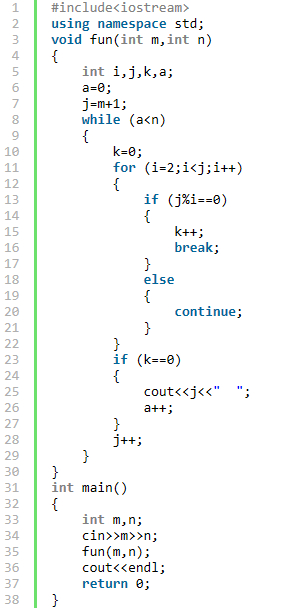 1 #include<iostream>
2 using namespace std;
3 void fun(int m,int n)
4 {
5     int i,j,k,a;
6     a=0;
7     j=m+1;
8     while (a<n)
9     {
10         k=0;
11         for (i=2;i<j;i++)
12         {
13             if (j%i==0)
14             {
15                 k++;
16                 break;
17             }
18             else
19             {
20                 continue;
21             }
22         }
23         if (k==0)
24         {
25             cout<<j<<"  ";
26             a++;
27         }
28         j++;
29     }
30 }
31 int main()
32 {
33     int m,n;
34     cin>>m>>n;
35     fun(m,n);
36     cout<<endl;
37     return 0;
38 }